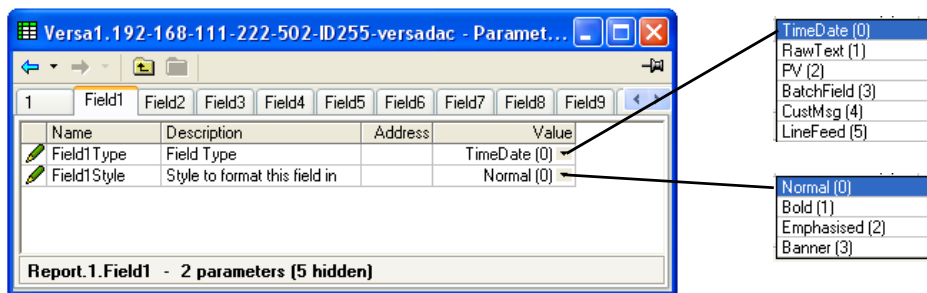 Versa1.192-168-111-222-502-ID255-versadac - Paramet...
1 Field1 Field2 Field3 Field4 Field5 Field6 Field7 Field8 Field9
Name Description Address Value
Field1Type Field Type TimeDate (0)
Field1Style Style to format this field in Normal (0)
Report.1.Field1 - 2 parameters (5 hidden)
TimeDate (0)
RawText (1)
PV (2)
BatchField (3)
CustMsg (4)
LineFeed (5)
Normal (0)
Bold (1)
Emphasised (2)
Banner (3)